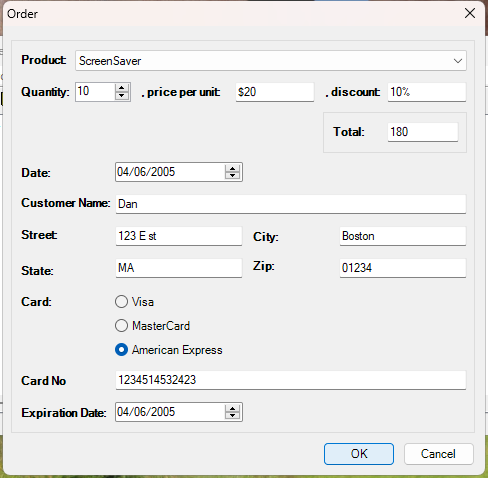 Order
Product: ScreenSaver
Quantity: 10 , price per unit: $20 , discount: 10%
Total: 180
Date: 04/06/2005
Customer Name: Dan
Street: 123 E st City: Boston
State: MA Zip: 01234
Card: Visa
MasterCard
American Express
Card No 1234514532423
Expiration Date: 04/06/2005
OK Cancel